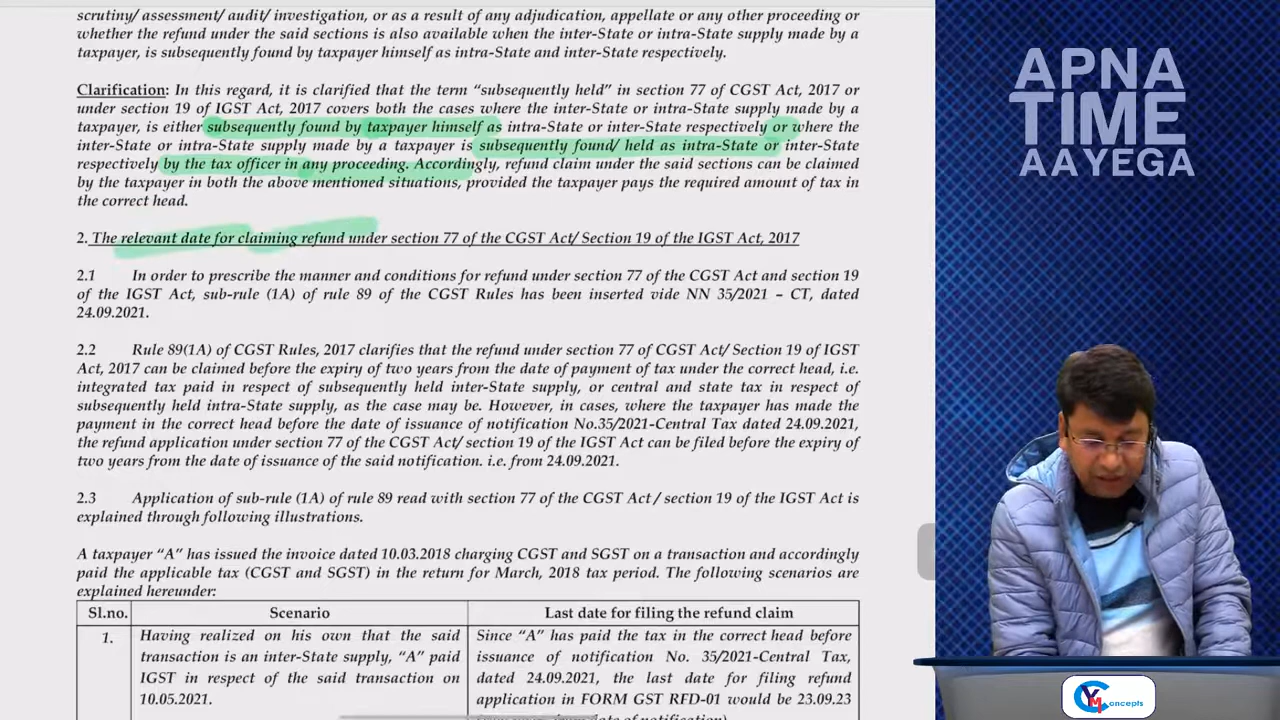 scrutiny/ assessment/ audit/ investigation, or as a result of any adjudication, appellate or any other proceeding or
whether the refund under the said sections is also available when the inter-State or intra-State supply made by a
taxpayer, is subsequently found by taxpayer himself as intra-State and inter-State respectively.
Clarification: In this regard, it is clarified that the term “subsequently held” in section 77 of CGST Act, 2017 or
under section 19 of IGST Act, 2017 covers both the cases where the inter-State or intra-State supply made by a
taxpayer, is either subsequently found by taxpayer himself as intra-State or inter-State respectively or where the
inter-State or intra-State supply made by a taxpayer is subsequently found/ held as intra-State or inter-State
respectively by the tax officer in any proceeding. Accordingly, refund claim under the said sections can be claimed
by the taxpayer in both the above mentioned situations, provided the taxpayer pays the required amount of tax in
the correct head.
2. The relevant date for claiming refund under section 77 of the CGST Act/ Section 19 of the IGST Act, 2017
2.1 In order to prescribe the manner and conditions for refund under section 77 of the CGST Act and section 19
of the IGST Act, sub-rule (1A) of rule 89 of the CGST Rules has been inserted vide NN 35/2021 – CT, dated
24.09.2021.
2.2 Rule 89(1A) of CGST Rules, 2017 clarifies that the refund under section 77 of CGST Act/ Section 19 of IGST
Act, 2017 can be claimed before the expiry of two years from the date of payment of tax under the correct head, i.e.
integrated tax paid in respect of subsequently held inter-State supply, or central and state tax in respect of
subsequently held intra-State supply, as the case may be. However, in cases, where the taxpayer has made the
payment in the correct head before the date of issuance of notification No.35/2021-Central Tax dated 24.09.2021,
the refund application under section 77 of the CGST Act/ section 19 of the IGST Act can be filed before the expiry of
two years from the date of issuance of the said notification. i.e. from 24.09.2021.
2.3 Application of sub-rule (1A) of rule 89 read with section 77 of the CGST Act / section 19 of the IGST Act is
explained through following illustrations.
A taxpayer “A” has issued the invoice dated 10.03.2018 charging CGST and SGST on a transaction and accordingly
paid the applicable tax (CGST and SGST) in the return for March, 2018 tax period. The following scenarios are
explained hereunder:
Sl.no. Scenario Last date for filing the refund claim
1. Having realized on his own that the said
transaction is an inter-State supply, “A” paid
IGST in respect of the said transaction on
10.05.2021.
Since “A” has paid the tax in the correct head before
issuance of notification No. 35/2021-Central Tax,
dated 24.09.2021, the last date for filing refund
application in FORM GST RFD-01 would be 23.09.23
date of notification)
APNA
TIME
AAYEGA
YM
Concepts